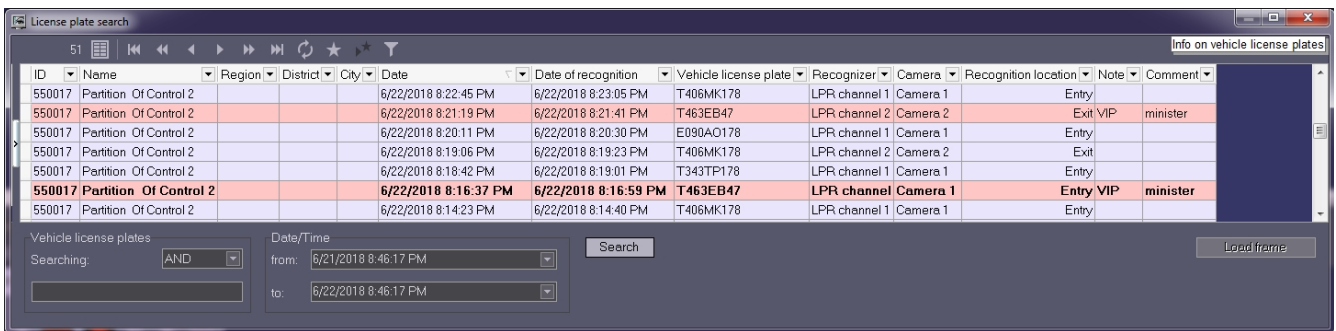 License plate search
51
Info on vehicle license plates
ID Name Region District City Date Date of recognition Vehicle license plate Recognizer Camera Recognition location Note Comment
550017 Partition Of Control 2 6/22/2018 8:22:45 PM 6/22/2018 8:23:05 PM T406MK178 LPR channel 1 Camera 1 Entry
550017 Partition Of Control 2 6/22/2018 8:21:19 PM 6/22/2018 8:21:41 PM T463EB47 LPR channel 2 Camera 2 Exit VIP minister
550017 Partition Of Control 2 6/22/2018 8:20:11 PM 6/22/2018 8:20:30 PM E090AO178 LPR channel 1 Camera 1 Entry
550017 Partition Of Control 2 6/22/2018 8:19:06 PM 6/22/2018 8:19:23 PM T406MK178 LPR channel 2 Camera 2 Exit
550017 Partition Of Control 2 6/22/2018 8:18:42 PM 6/22/2018 8:19:01 PM T343TP178 LPR channel 1 Camera 1 Entry
550017 Partition Of Control 2 6/22/2018 8:16:37 PM 6/22/2018 8:16:59 PM T463EB47 LPR channel Camera 1 Entry VIP minister
550017 Partition Of Control 2 6/22/2018 8:14:23 PM 6/22/2018 8:14:40 PM T406MK178 LPR channel 1 Camera 1 Entry
Vehicle license plates Date/Time
Searching: AND from: 6/21/2018 8:46:17 PM Search Load frame
to: 6/22/2018 8:46:17 PM